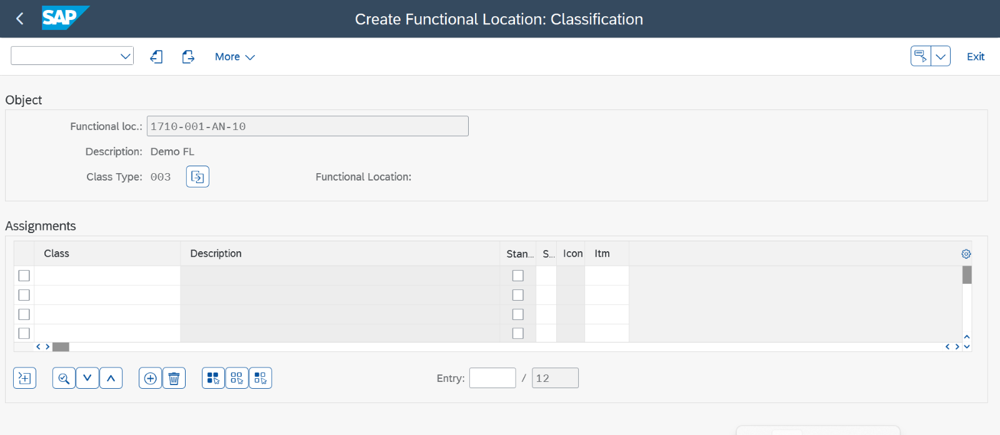 SAP Create Functional Location: Classification
More Exit
Object
Functional loc.: 1710-001-AN-10
Description: Demo FL
Class Type: 003 Functional Location:
Assignments
Class Description Stan... S... Icon Itm
Entry: / 12